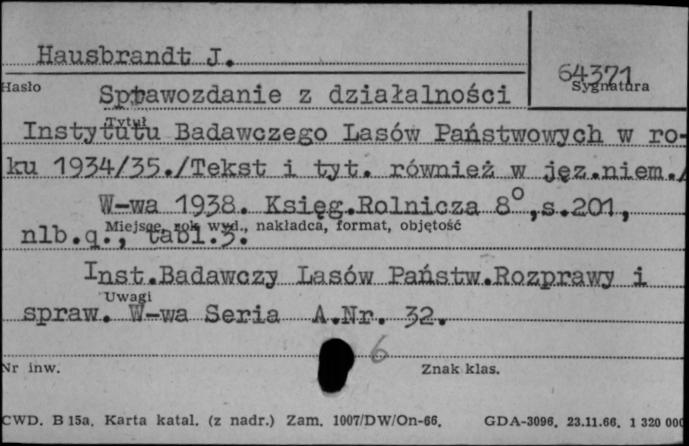 Hausbrandt J.
64371
Hasło
Sygnatura
Sprawozdanie z działalności
Tytuł
Instytutu Badawczego Lasów Państwowych w ro-
ku 1934/35./Tekst i tyt. również w jęz.niem./
W-wa 1938. Księg.Rolnicza 8°,s.201,
Miejsce, rok wyd., nakładca, format, objętość
nlb.q., tabl.3.
Inst.Badawczy Lasów Państw.Rozprawy i
Uwagi
spraw. W-wa Seria A.Nr. 32.
6
Nr inw.
Znak klas.
CWD. B 15a. Karta katal. (z nadr.) Zam. 1007/DW/On-66. GDA-3096. 23.11.66. 1 320 000